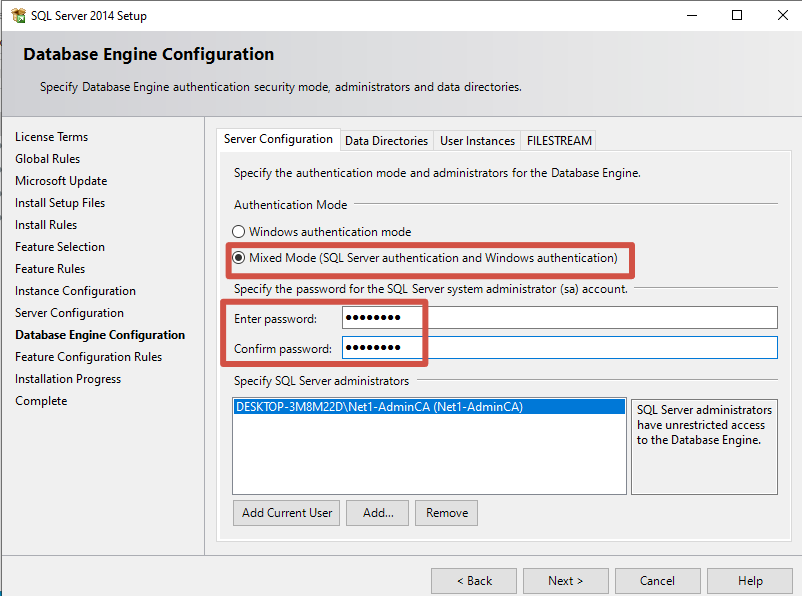 SQL Server 2014 Setup
Database Engine Configuration
Specify Database Engine authentication security mode, administrators and data directories.
License Terms
Global Rules
Microsoft Update
Install Setup Files
Install Rules
Feature Selection
Feature Rules
Instance Configuration
Server Configuration
Database Engine Configuration
Feature Configuration Rules
Installation Progress
Complete
Server Configuration Data Directories User Instances FILESTREAM
Specify the authentication mode and administrators for the Database Engine.
Authentication Mode
Windows authentication mode
Mixed Mode (SQL Server authentication and Windows authentication)
Specify the password for the SQL Server system administrator (sa) account.
Enter password: ●●●●●●●●
Confirm password: ●●●●●●●●
Specify SQL Server administrators
DESKTOP-3M8M22D\Net1-AdminCA (Net1-AdminCA)
SQL Server administrators
have unrestricted access
to the Database Engine.
Add Current User Add... Remove
< Back Next > Cancel Help